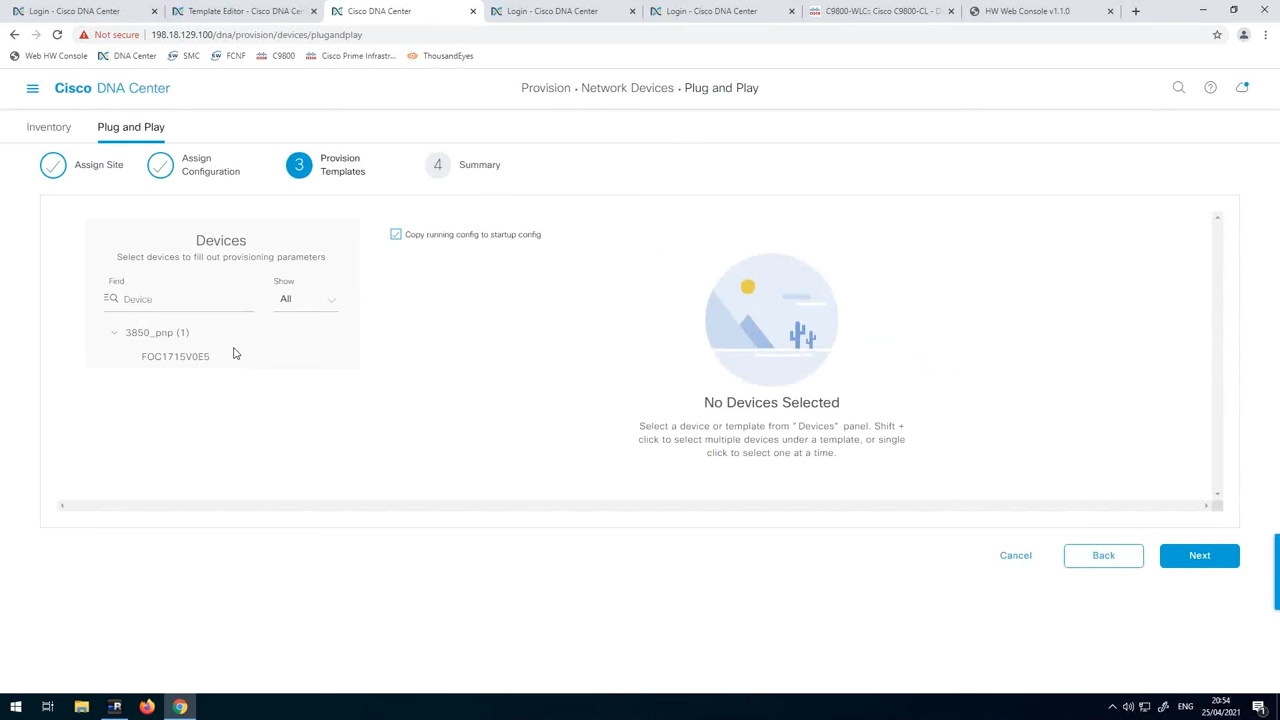 Login - Cisco DNA Center
Template Editor - Cisco DNA Cen
Cisco DNA Center
Login - Cisco DNA Center
Login - Cisco DNA Center
C9800-WLC= Cisco C9800-CL - D
HW Web Console v1.1.0
Not secure
198.18.129.100/dna/provision/devices/plugandplay
Web HW Console
DNA Center
SMC
FCNF
C9800
Cisco Prime Infrastr...
ThousandEyes
Cisco DNA Center
Provision • Network Devices • Plug and Play
Inventory
Plug and Play
Assign Site
Assign
Configuration
3
Provision
Templates
4
Summary
Devices
Select devices to fill out provisioning parameters
Find
Show
Device
All
3850_pnp (1)
FOC1715V0E5
Copy running config to startup config
No Devices Selected
Select a device or template from "Devices" panel. Shift +
click to select multiple devices under a template, or single
click to select one at a time.
Cancel
Back
Next
ENG
20:54
25/04/2021